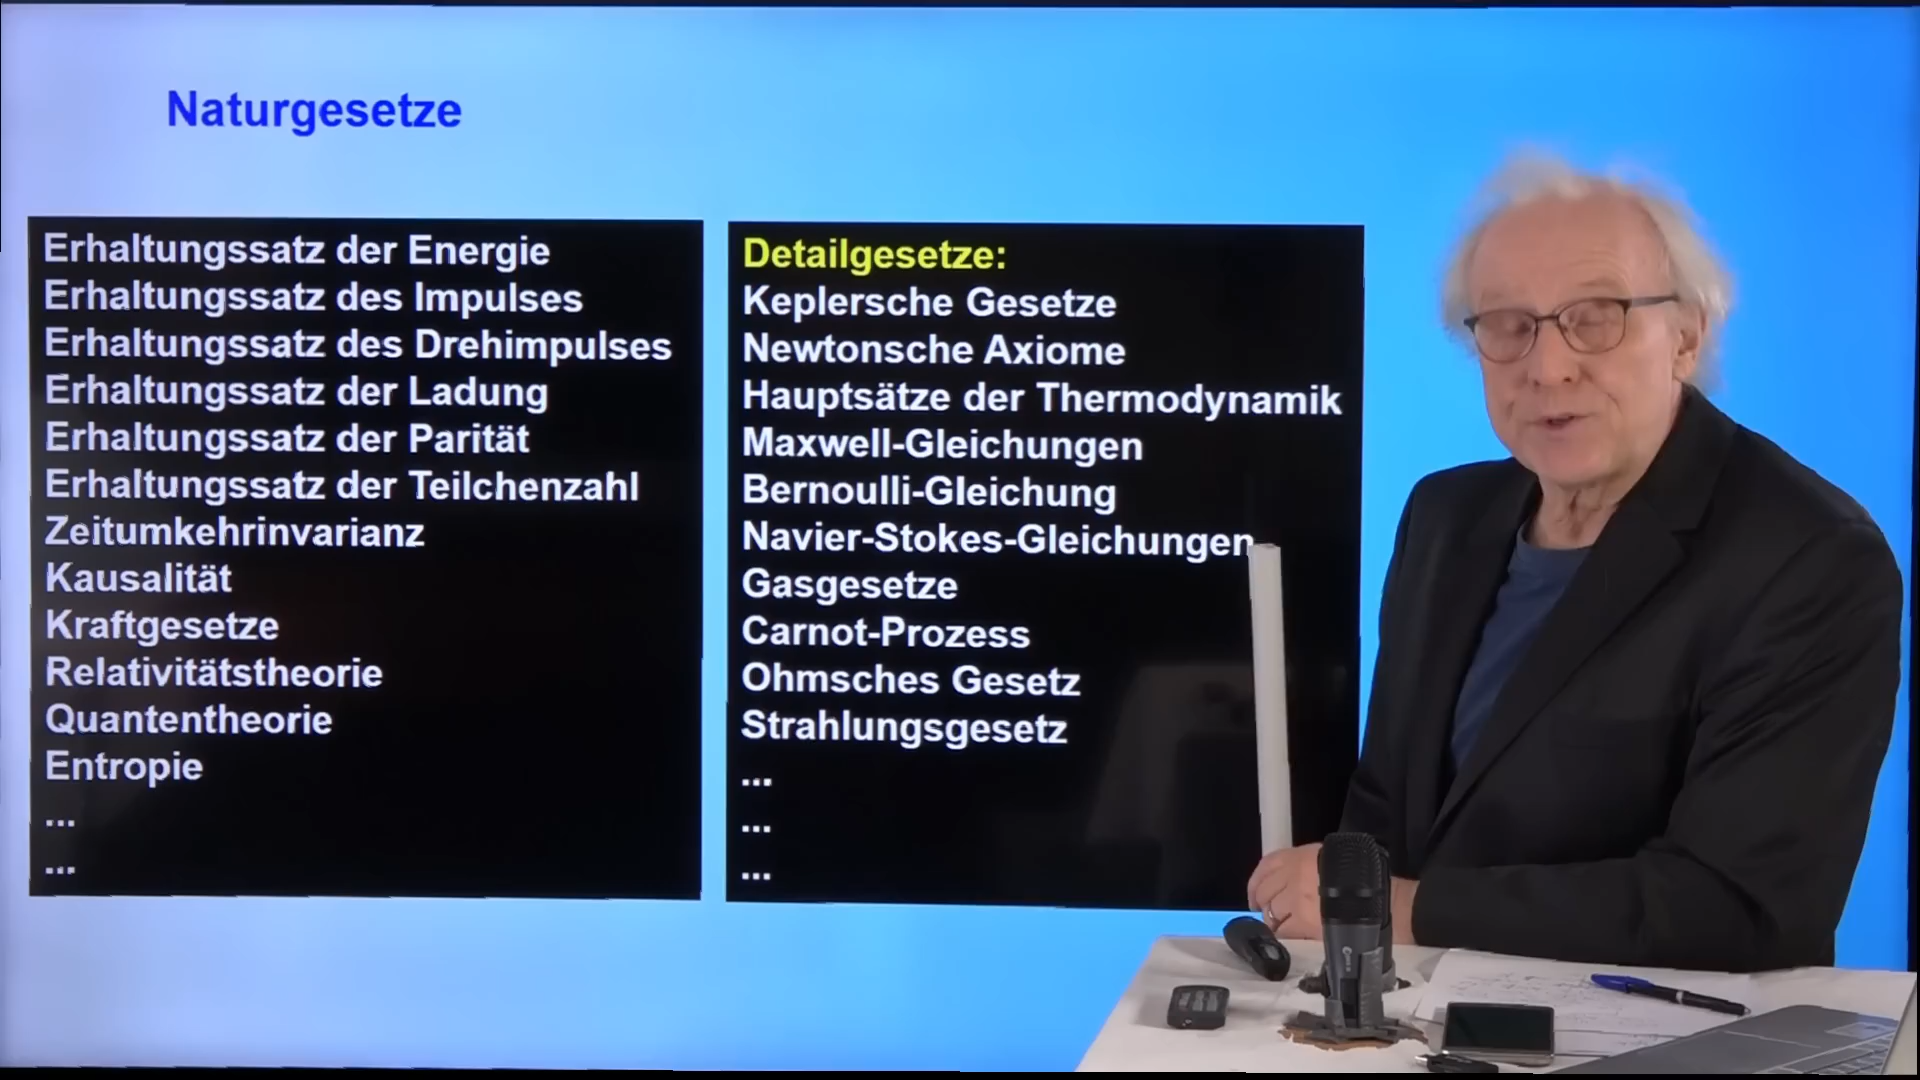 Naturgesetze
Erhaltungssatz der Energie
Erhaltungssatz des Impulses
Erhaltungssatz des Drehimpulses
Erhaltungssatz der Ladung
Erhaltungssatz der Parität
Erhaltungssatz der Teilchenzahl
Zeitumkehrinvarianz
Kausalität
Kraftgesetze
Relativitätstheorie
Quantentheorie
Entropie
...
...
Detailgesetze:
Keplersche Gesetze
Newtonsche Axiome
Hauptsätze der Thermodynamik
Maxwell-Gleichungen
Bernoulli-Gleichung
Navier-Stokes-Gleichungen
Gasgesetze
Carnot-Prozess
Ohmsches Gesetz
Strahlungsgesetz
...
...
...